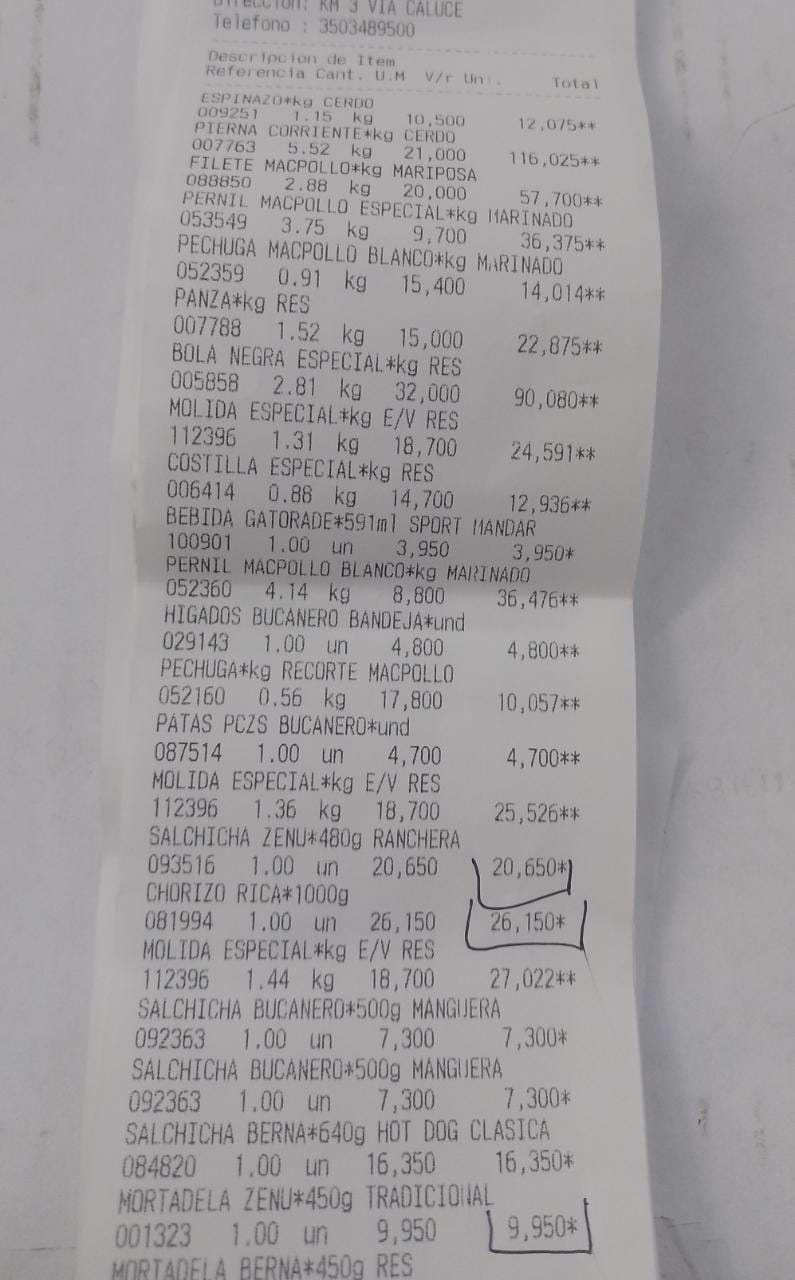 DIRECCION: KM 3 VIA CALUCE
Telefono : 3503489500
Descripcion de Item
Referencia Cant. U.M V/r Uni. Total
ESPINAZO*kg CERDO
009251 1.15 kg 10,500 12,075**
PIERNA CORRIENTE*kg CERDO
007763 5.52 kg 21,000 116,025**
FILETE MACPOLLO*kg MARIPOSA
088850 2.88 kg 20,000 57,700**
PERNIL MACPOLLO ESPECIAL*kg MARINADO
053549 3.75 kg 9,700 36,375**
PECHUGA MACPOLLO BLANCO*kg MARINADO
052359 0.91 kg 15,400 14,014**
PANZA*kg RES
007788 1.52 kg 15,000 22,875**
BOLA NEGRA ESPECIAL*kg RES
005858 2.81 kg 32,000 90,080**
MOLIDA ESPECIAL*kg E/V RES
112396 1.31 kg 18,700 24,591**
COSTILLA ESPECIAL*kg RES
006414 0.88 kg 14,700 12,936**
BEBIDA GATORADE*591ml SPORT MANDAR
100901 1.00 un 3,950 3,950*
PERNIL MACPOLLO BLANCO*kg MARINADO
052360 4.14 kg 8,800 36,476**
HIGADOS BUCANERO BANDEJA*und
029143 1.00 un 4,800 4,800**
PECHUGA*kg RECORTE MACPOLLO
052160 0.56 kg 17,800 10,057**
PATAS PCZS BUCANERO*und
087514 1.00 un 4,700 4,700**
MOLIDA ESPECIAL*kg E/V RES
112396 1.36 kg 18,700 25,526**
SALCHICHA ZENU*480g RANCHERA
093516 1.00 un 20,650 20,650*
CHORIZO RICA*1000g
081994 1.00 un 26,150 26,150*
MOLIDA ESPECIAL*kg E/V RES
112396 1.44 kg 18,700 27,022**
SALCHICHA BUCANERO*500g MANGUERA
092363 1.00 un 7,300 7,300*
SALCHICHA BUCANERO*500g MANGUERA
092363 1.00 un 7,300 7,300*
SALCHICHA BERNA*640g HOT DOG CLASICA
084820 1.00 un 16,350 16,350*
MORTADELA ZENU*450g TRADICIONAL
001323 1.00 un 9,950 9,950*
MORTADELA BERNA*450g RES